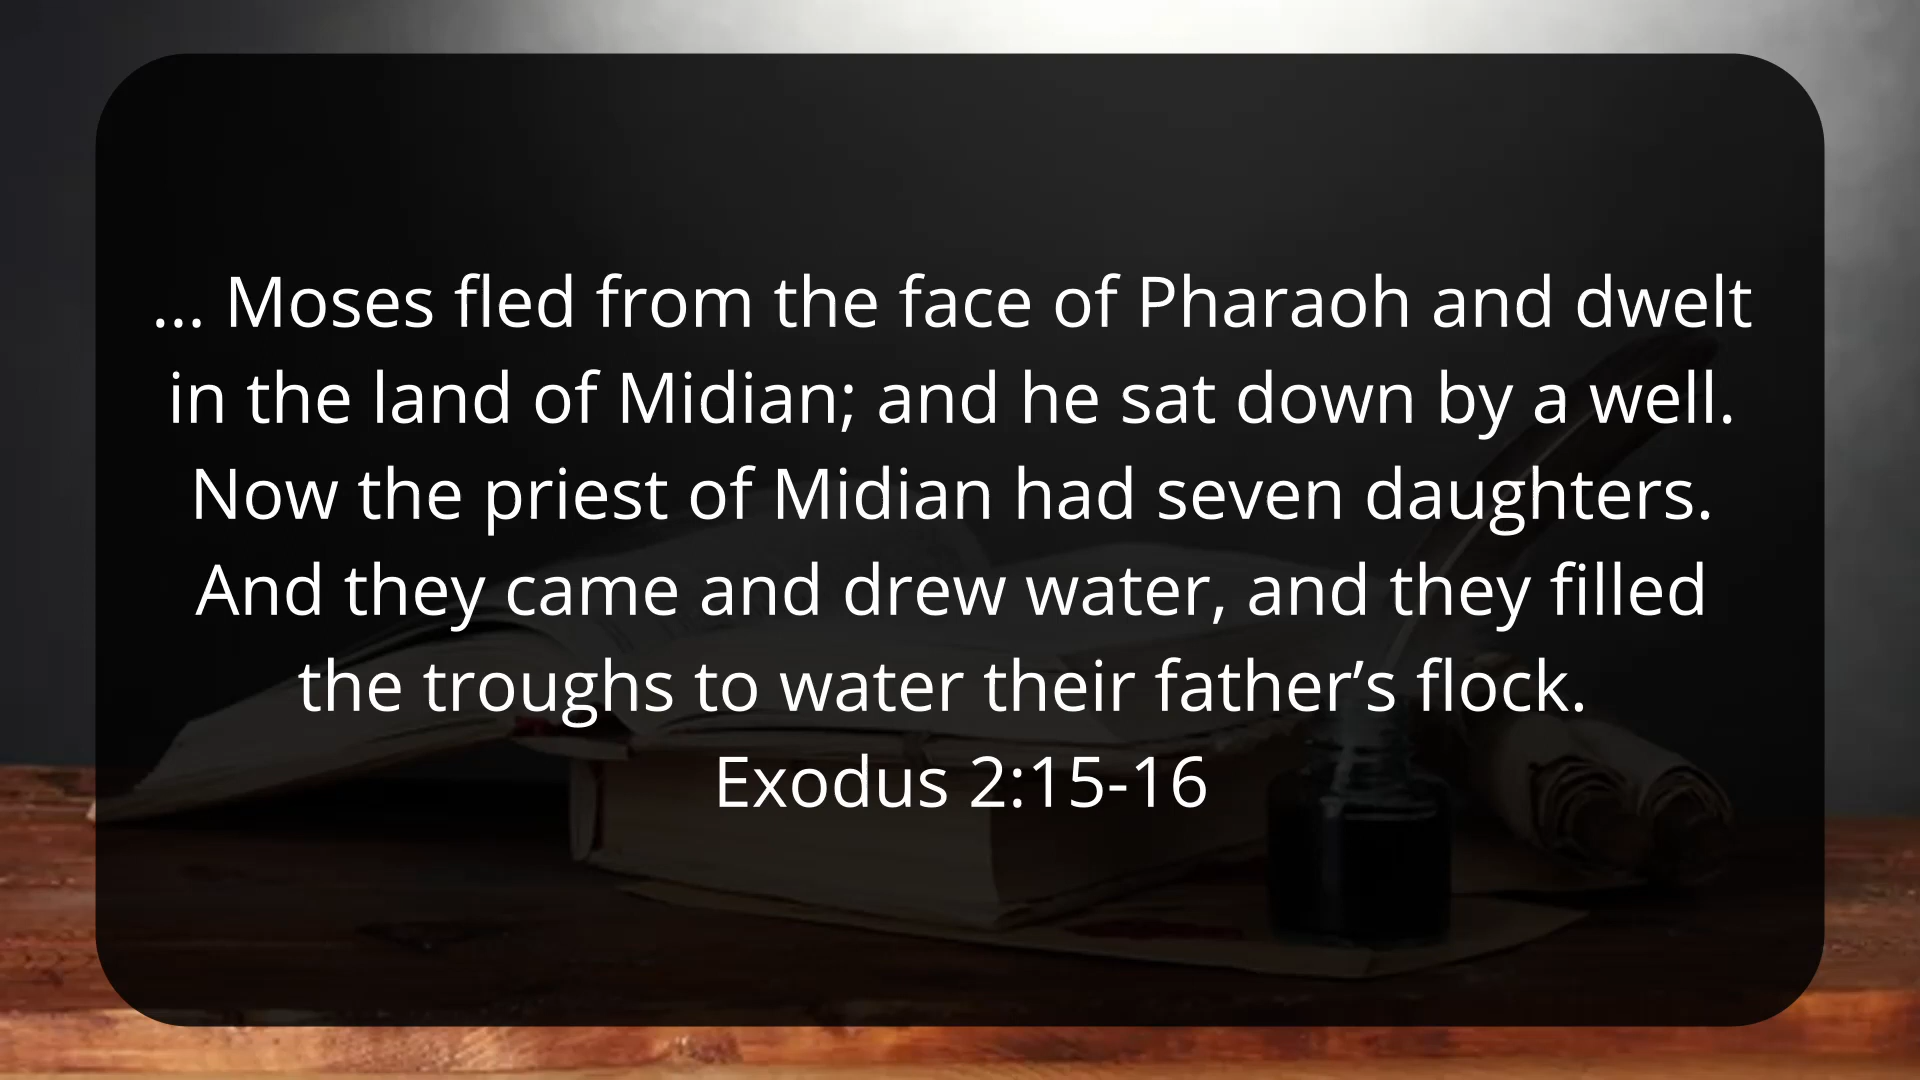 ... Moses fled from the face of Pharaoh and dwelt
in the land of Midian; and he sat down by a well.
Now the priest of Midian had seven daughters.
And they came and drew water, and they filled
the troughs to water their father’s flock.
Exodus 2:15-16